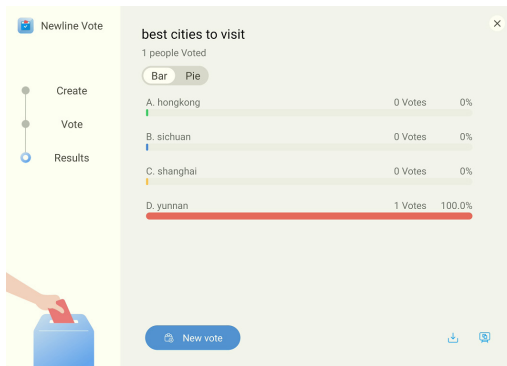 Newline Vote
best cities to visit
1 people Voted
Bar Pie
Create
Vote
Results
A. hongkong 0 Votes 0%
B. sichuan 0 Votes 0%
C. shanghai 0 Votes 0%
D. yunnan 1 Votes 100.0%
New vote